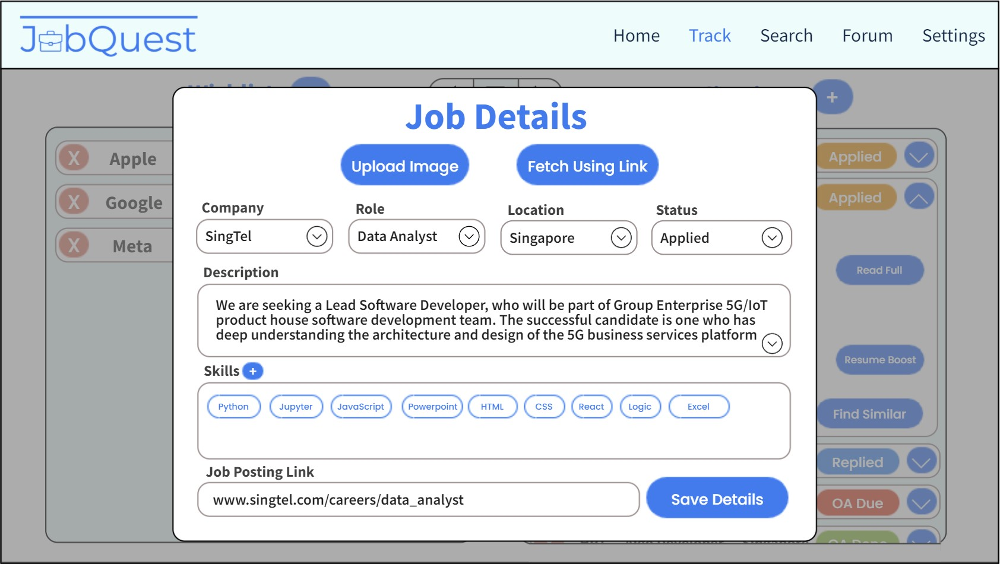 JobQuest
Home Track Search Forum Settings
+
Job Details
Upload Image Fetch Using Link
X Apple
X Google
X Meta
Company Role Location Status
SingTel Data Analyst Singapore Applied
Description
We are seeking a Lead Software Developer, who will be part of Group Enterprise 5G/IoT
product house software development team. The successful candidate is one who has
deep understanding the architecture and design of the 5G business services platform
Skills +
Python Jupyter JavaScript Powerpoint HTML CSS React Logic Excel
Job Posting Link
www.singtel.com/careers/data_analyst
Save Details
Applied
Applied
Read Full
Resume Boost
Find Similar
Replied
OA Due